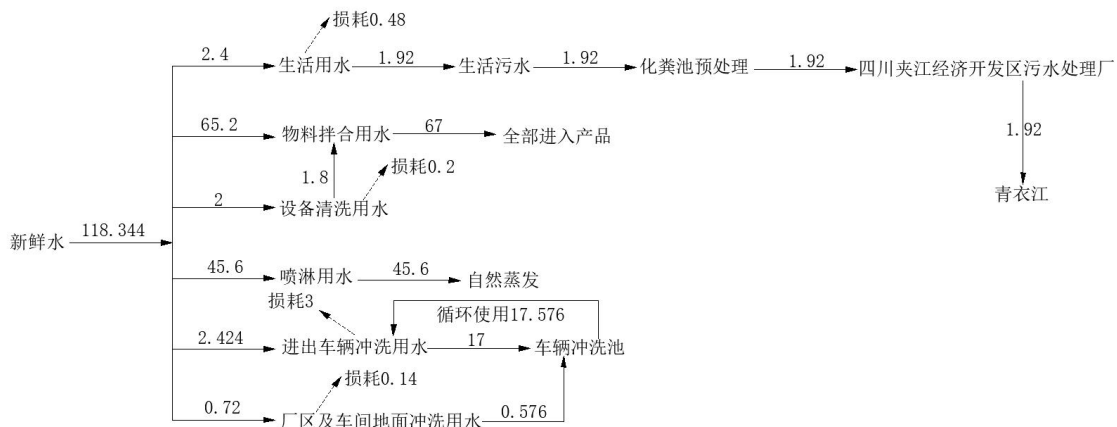 损耗0.48
2.4
生活用水
1.92
生活污水
1.92
化粪池预处理
1.92
四川夹江经济开发区污水处理厂
1.92
青衣江
65.2
物料拌合用水
67
全部进入产品
1.8
损耗0.2
2
设备清洗用水
新鲜水
118.344
45.6
喷淋用水
45.6
自然蒸发
损耗3
循环使用17.576
2.424
进出车辆冲洗用水
17
车辆冲洗池
损耗0.14
0.72
厂区及车间地面冲洗用水
0.576